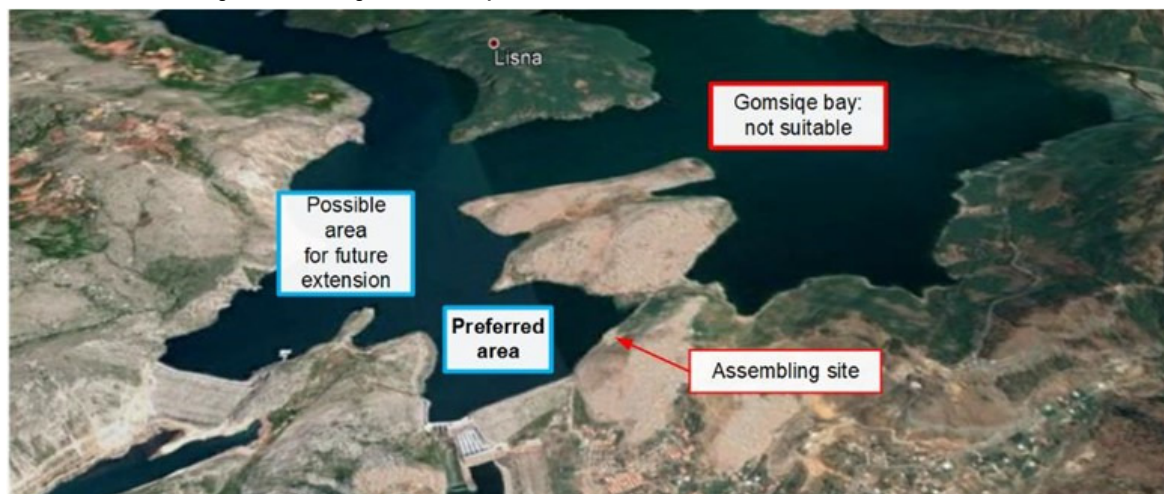 Lisna
Gomsiqe bay:
not suitable
Possible
area
for future
extension
Preferred
area
Assembling site